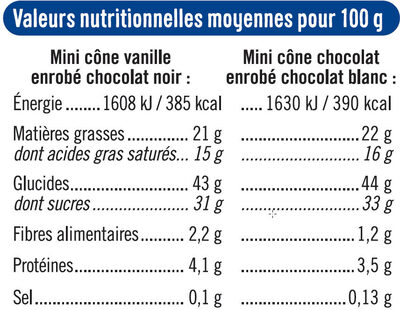 Valeurs nutritionnelles moyennes pour 100 g
Mini cône vanille enrobé chocolat noir :
Mini cône chocolat enrobé chocolat blanc :
Énergie ........ 1608 kJ / 385 kcal ..... 1630 kJ / 390 kcal
Matières grasses ............ 21 g ............ 22 g
dont acides gras saturés... 15 g ............ 16 g
Glucides ............ 43 g ............ 44 g
dont sucres ............ 31 g ............ 33 g
Fibres alimentaires ............ 2,2 g ............ 1,2 g
Protéines ............ 4,1 g ............ 3,5 g
Sel ............ 0,1 g ............ 0,13 g